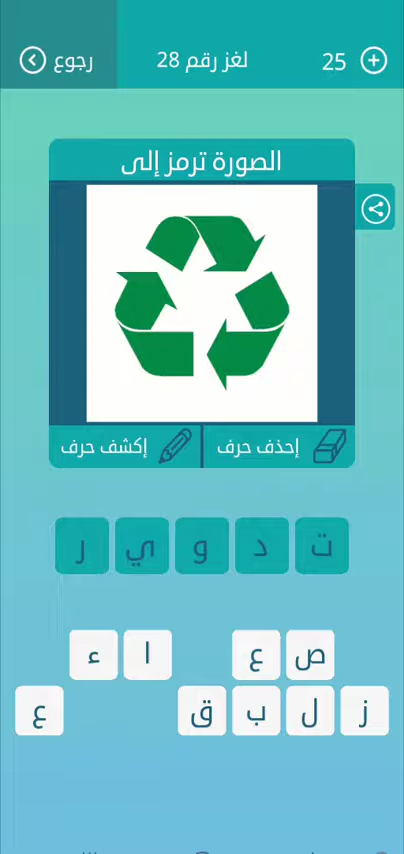 25 لغز رقم 28 رجوع
الصورة ترمز إلى
إحذف حرف إكشف حرف
ت د و ي ر
ص ع ا ء
ز ل ب ق ع